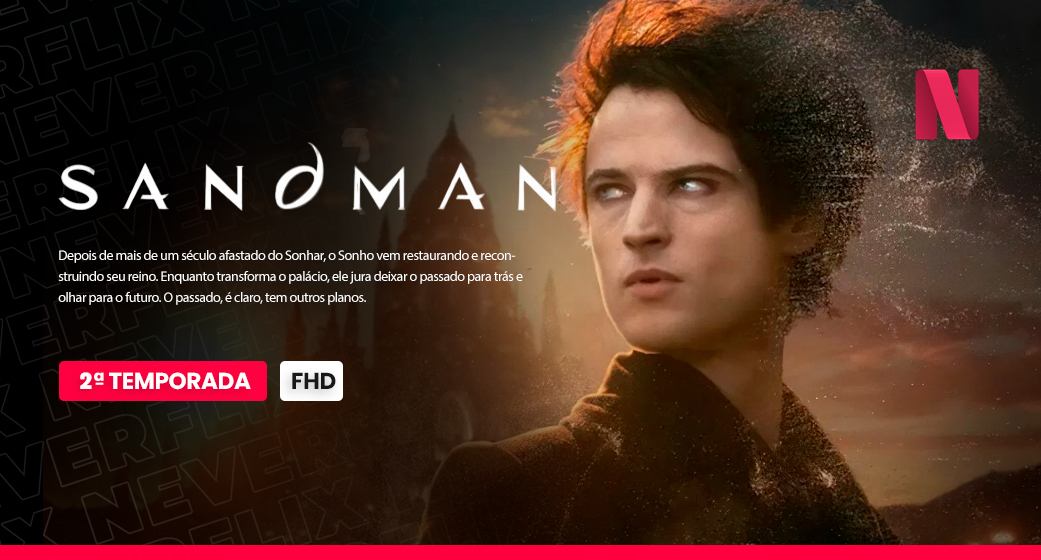 SANDMAN
Depois de mais de um século afastado do Sonhar, o Sonho vem restaurando e recon-
struindo seu reino. Enquanto transforma o palácio, ele jura deixar o passado para trás e
olhar para o futuro. O passado, é claro, tem outros planos.
2ª TEMPORADA FHD
N
NEVERFLIX